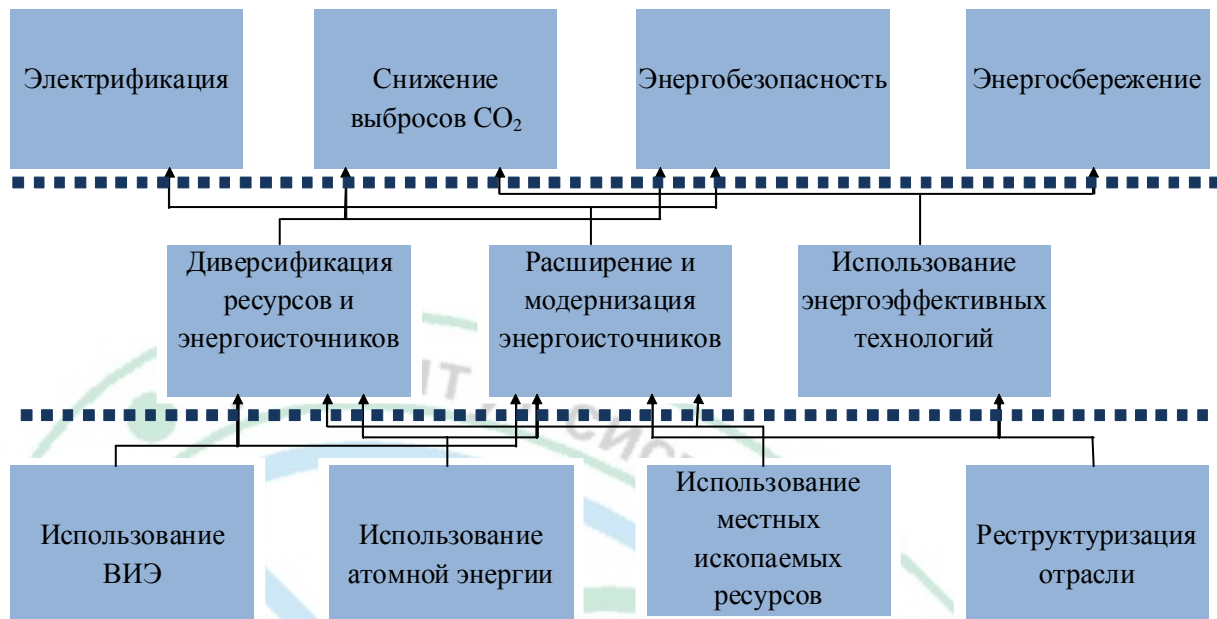 Электрификация
Снижение
выбросов CO₂
Энергобезопасность
Энергосбережение
Диверсификация
ресурсов и
энергоисточников
Расширение и
модернизация
энергоисточников
Использование
энергоэффективных
технологий
Использование
ВИЭ
Использование
атомной энергии
Использование
местных
ископаемых
ресурсов
Реструктуризация
отрасли